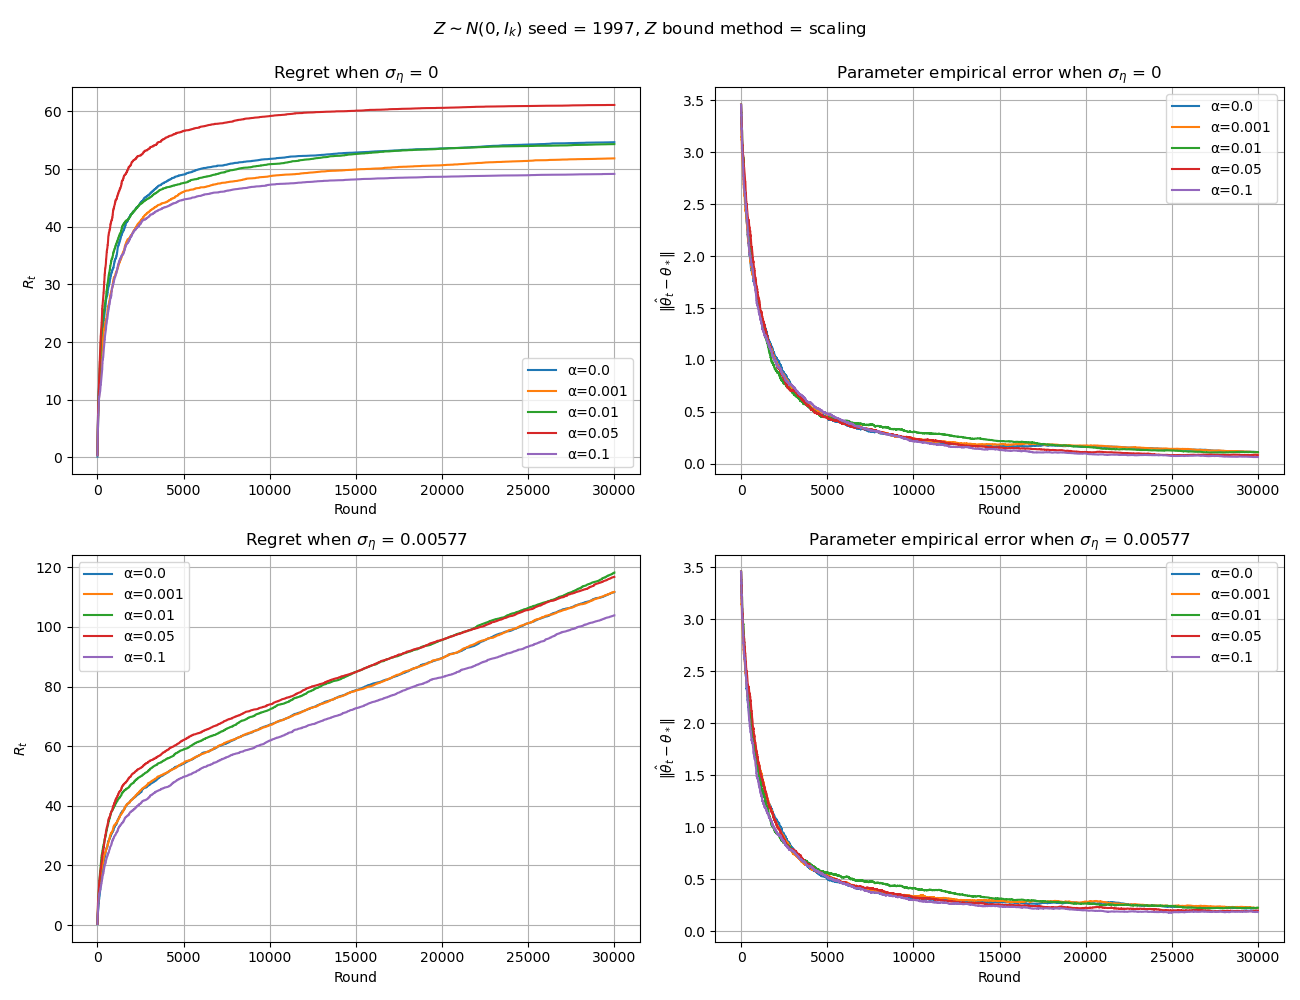 Z ∼ N(0, I_k) seed = 1997, Z bound method = scaling
Regret when σ_η = 0
R_t
60
50
40
30
20
10
0
α=0.0
α=0.001
α=0.01
α=0.05
α=0.1
0 5000 10000 15000 20000 25000 30000
Round
Parameter empirical error when σ_η = 0
‖θ̂_t − θ_*‖
3.5
3.0
2.5
2.0
1.5
1.0
0.5
0.0
α=0.0
α=0.001
α=0.01
α=0.05
α=0.1
0 5000 10000 15000 20000 25000 30000
Round
Regret when σ_η = 0.00577
R_t
120
100
80
60
40
20
0
α=0.0
α=0.001
α=0.01
α=0.05
α=0.1
0 5000 10000 15000 20000 25000 30000
Round
Parameter empirical error when σ_η = 0.00577
‖θ̂_t − θ_*‖
3.5
3.0
2.5
2.0
1.5
1.0
0.5
0.0
α=0.0
α=0.001
α=0.01
α=0.05
α=0.1
0 5000 10000 15000 20000 25000 30000
Round